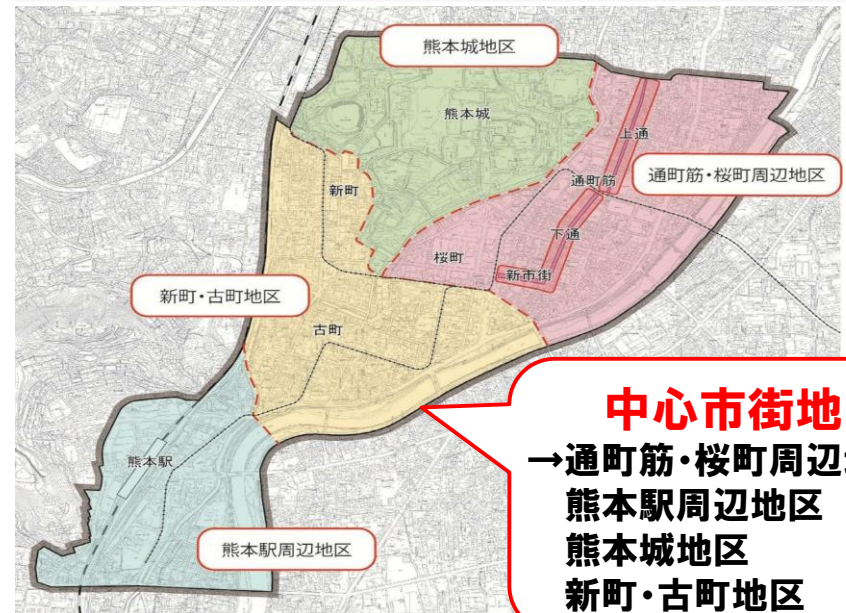 熊本城地区
熊本城
上通
通町筋
通町筋・桜町周辺地区
新町
下通
桜町
新市街
新町・古町地区
古町
熊本駅
熊本駅周辺地区
中心市街地
→通町筋・桜町周辺
熊本駅周辺地区
熊本城地区
新町・古町地区